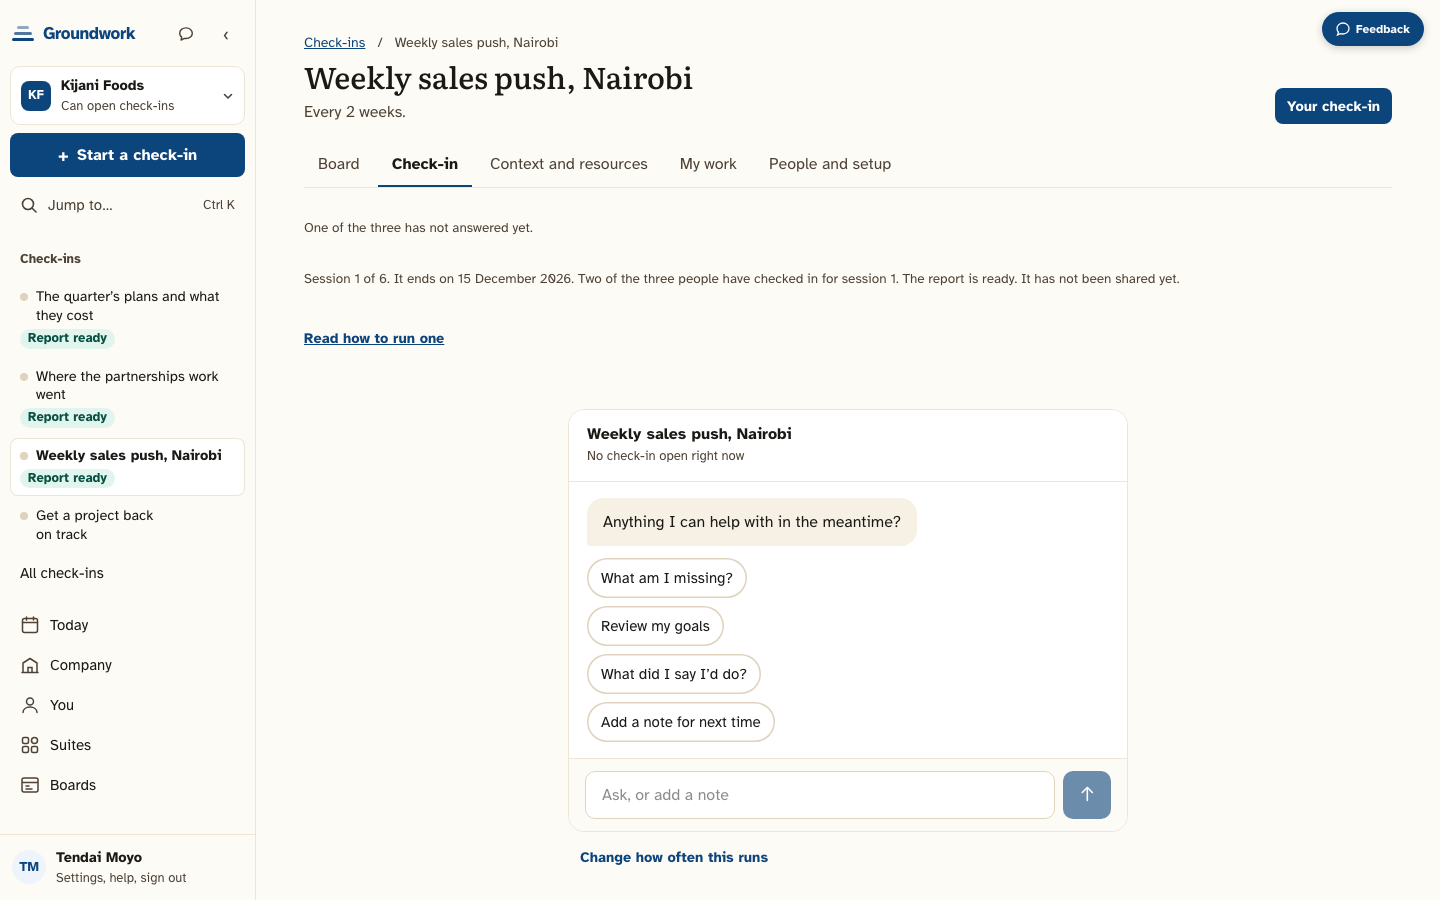 Groundwork
KF
Kijani Foods
Can open check-ins
+ Start a check-in
Jump to...
Ctrl K
Check-ins
The quarter's plans and what
they cost
Report ready
Where the partnerships work
went
Report ready
Weekly sales push, Nairobi
Report ready
Get a project back
on track
All check-ins
Today
Company
You
Suites
Boards
TM
Tendai Moyo
Settings, help, sign out
Feedback
Check-ins / Weekly sales push, Nairobi
Weekly sales push, Nairobi
Every 2 weeks.
Your check-in
Board
Check-in
Context and resources
My work
People and setup
One of the three has not answered yet.
Session 1 of 6. It ends on 15 December 2026. Two of the three people have checked in for session 1. The report is ready. It has not been shared yet.
Read how to run one
Weekly sales push, Nairobi
No check-in open right now
Anything I can help with in the meantime?
What am I missing?
Review my goals
What did I say I'd do?
Add a note for next time
Ask, or add a note
Change how often this runs